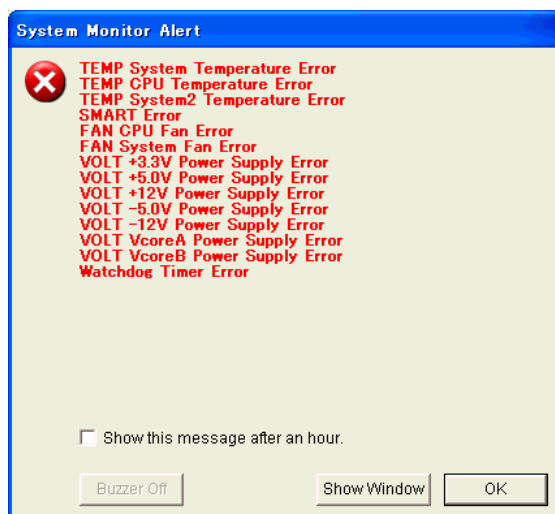 System Monitor Alert
TEMP System Temperature Error
TEMP CPU Temperature Error
TEMP System2 Temperature Error
SMART Error
FAN CPU Fan Error
FAN System Fan Error
VOLT +3.3V Power Supply Error
VOLT +5.0V Power Supply Error
VOLT +12V Power Supply Error
VOLT -5.0V Power Supply Error
VOLT -12V Power Supply Error
VOLT VcoreA Power Supply Error
VOLT VcoreB Power Supply Error
Watchdog Timer Error
Show this message after an hour.
Buzzer Off
Show Window
OK